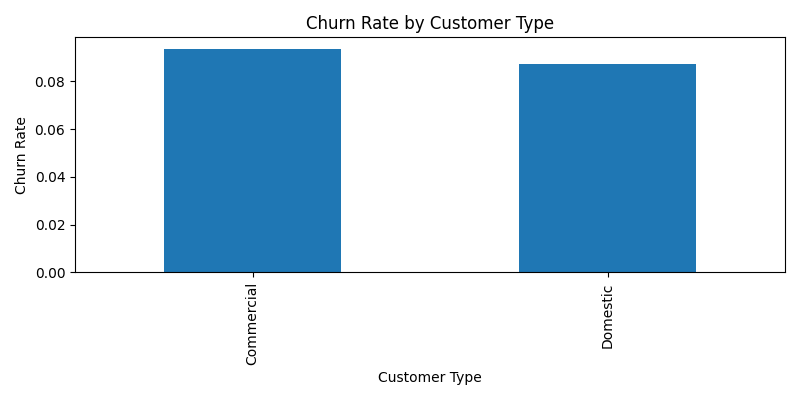 Churn Rate by Customer Type
Churn Rate
0.08
0.06
0.04
0.02
0.00
Commercial
Domestic
Customer Type